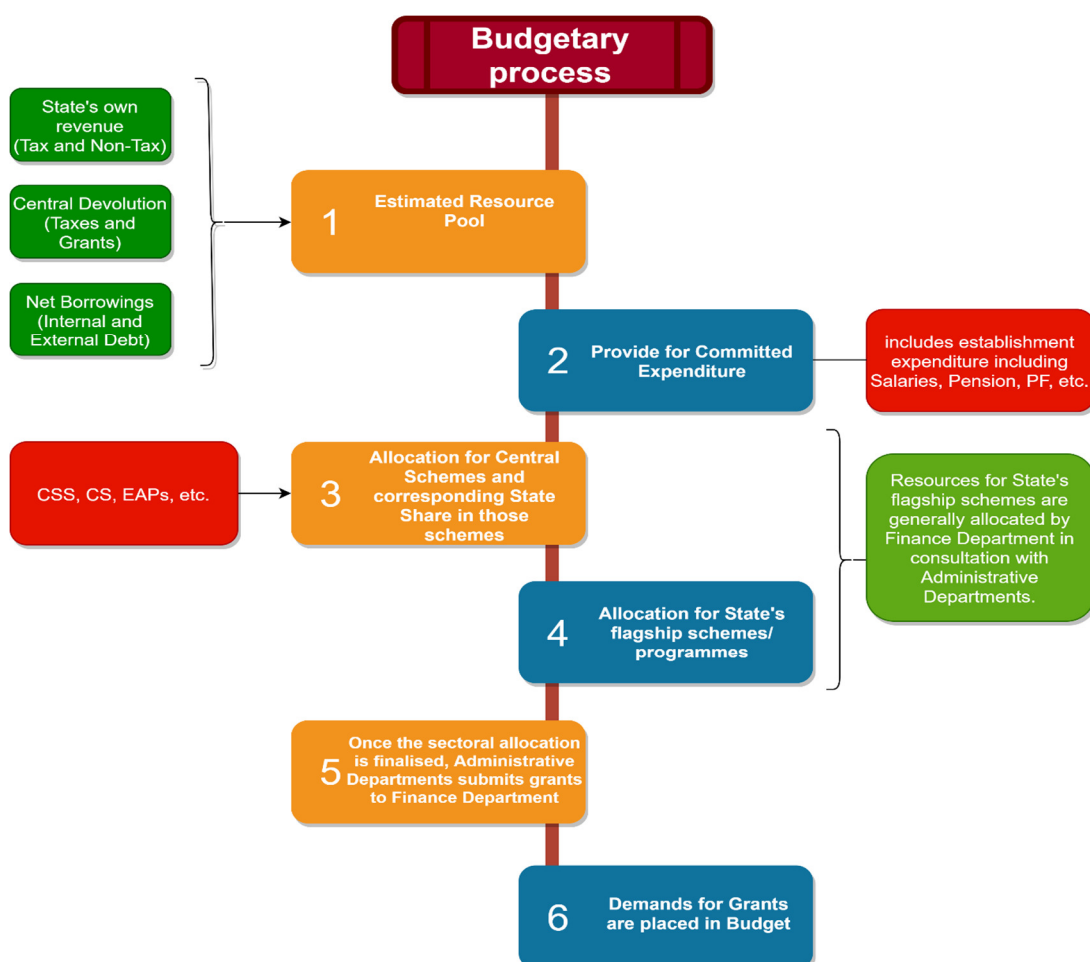 Budgetary
process
State's own
revenue
(Tax and Non-Tax)
Central Devolution
(Taxes and
Grants)
Net Borrowings
(Internal and
External Debt)
1
Estimated Resource
Pool
2
Provide for Committed
Expenditure
includes establishment
expenditure including
Salaries, Pension, PF, etc.
CSS, CS, EAPs, etc.
3
Allocation for Central
Schemes and
corresponding State
Share in those
schemes
Resources for State's
flagship schemes are
generally allocated by
Finance Department in
consultation with
Administrative
Departments.
4
Allocation for State's
flagship schemes/
programmes
5
Once the sectoral allocation
is finalised, Administrative
Departments submits grants
to Finance Department
6
Demands for Grants
are placed in Budget